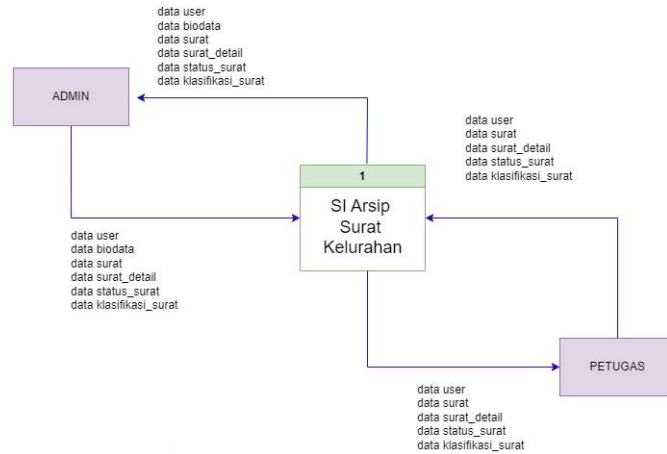 data user
data biodata
data surat
data surat_detail
data status_surat
data klasifikasi_surat
ADMIN
data user
data surat
data surat_detail
data status_surat
data klasifikasi_surat
1
SI Arsip
Surat
Kelurahan
data user
data biodata
data surat
data surat_detail
data status_surat
data klasifikasi_surat
PETUGAS
data user
data surat
data surat_detail
data status_surat
data klasifikasi_surat